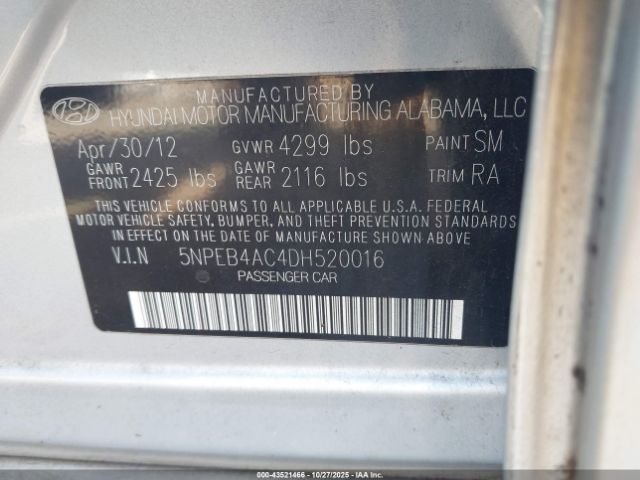 MANUFACTURED BY
HYUNDAI MOTOR MANUFACTURING ALABAMA, LLC
Apr/30/12 GVWR 4299 lbs PAINT SM
GAWR FRONT 2425 lbs GAWR REAR 2116 lbs TRIM RA
THIS VEHICLE CONFORMS TO ALL APPLICABLE U.S.A. FEDERAL
MOTOR VEHICLE SAFETY, BUMPER, AND THEFT PREVENTION STANDARDS
IN EFFECT ON THE DATE OF MANUFACTURE SHOWN ABOVE
V.I.N 5NPEB4AC4DH520016
PASSENGER CAR
000-43521466 - 10/27/2025 - Copart